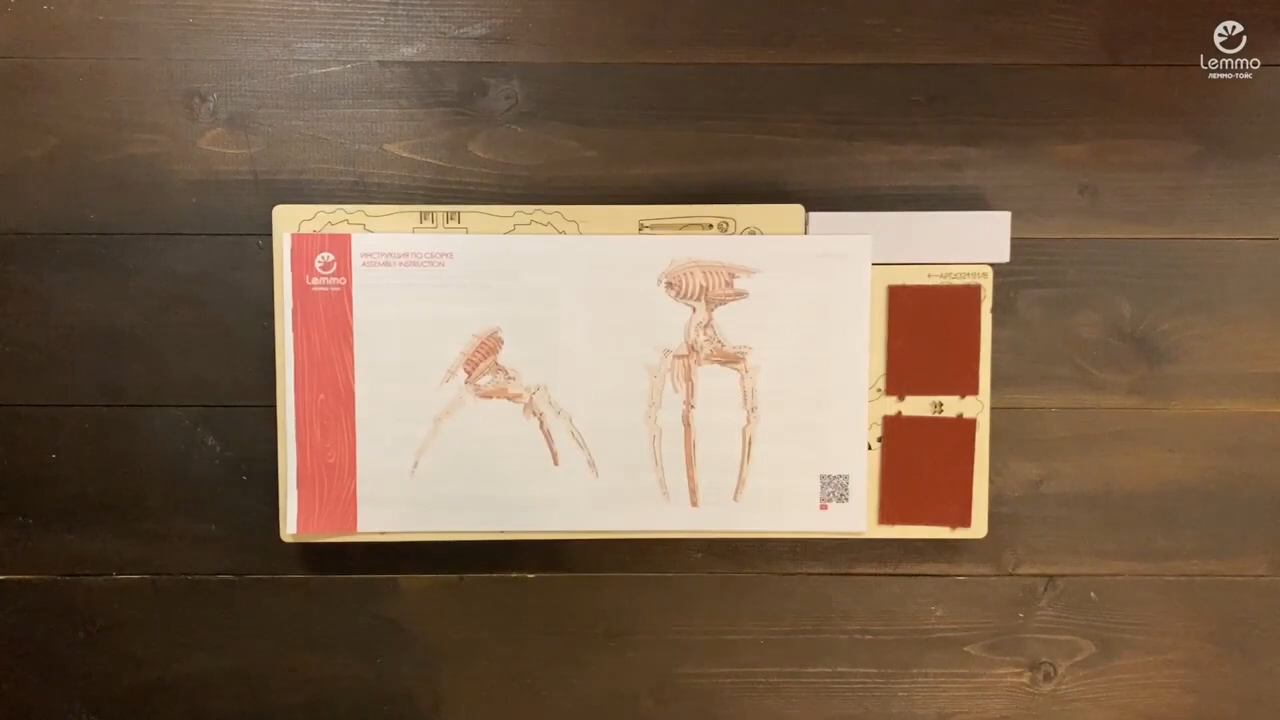 Lemmo
ЛЕММО-ТОЙС
Lemmo
ИНСТРУКЦИЯ ПО СБОРКЕ
ASSEMBLY INSTRUCTION